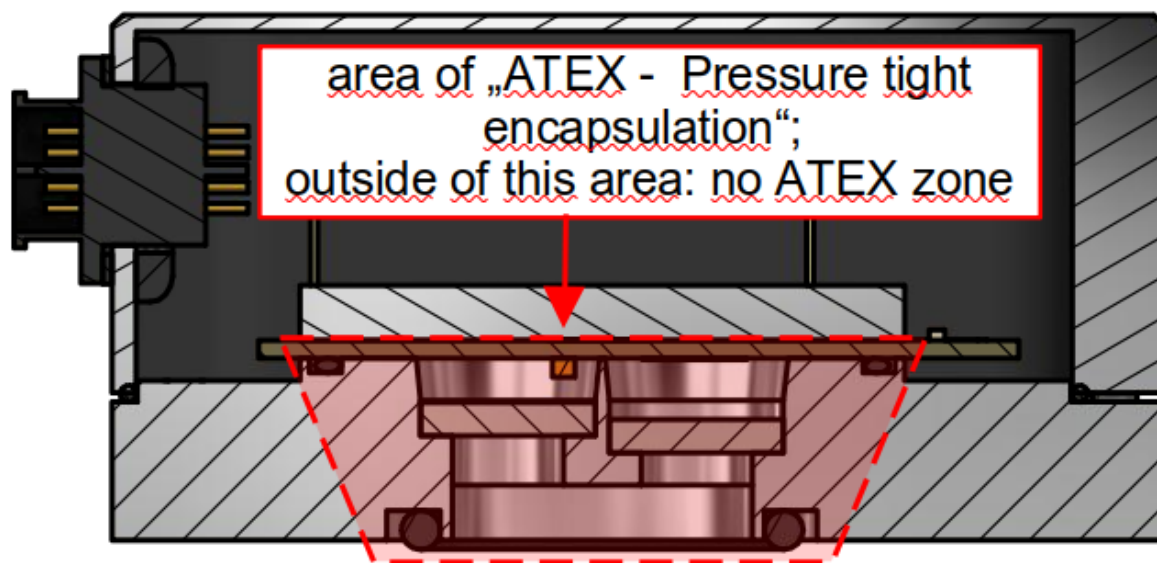 area of „ATEX -  Pressure tight
encapsulation“;
outside of this area: no ATEX zone